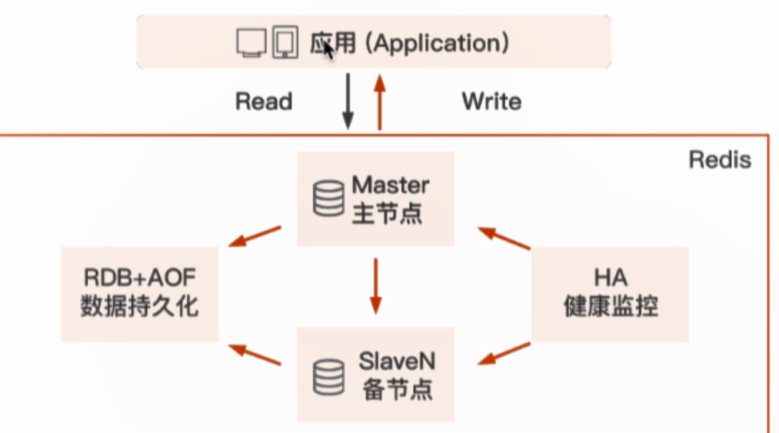 应用 (Application)
Read
Write
Redis
Master
主节点
RDB+AOF
数据持久化
HA
健康监控
SlaveN
备节点